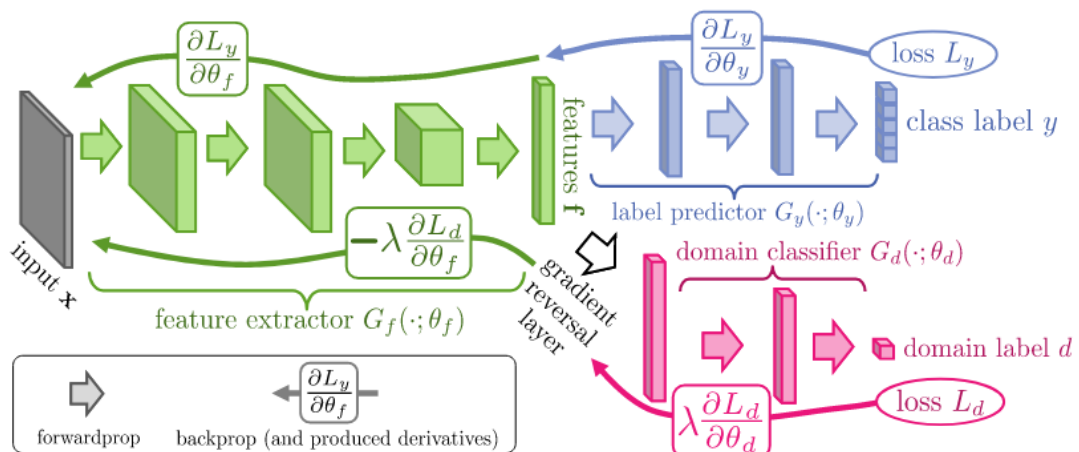 ∂L_y/∂θ_f
∂L_y/∂θ_y
loss L_y
features f
class label y
label predictor G_y(·; θ_y)
input x
−λ ∂L_d/∂θ_f
feature extractor G_f(·; θ_f)
gradient
reversal
layer
domain classifier G_d(·; θ_d)
domain label d
λ ∂L_d/∂θ_d
loss L_d
∂L_y/∂θ_f
forwardprop
backprop (and produced derivatives)